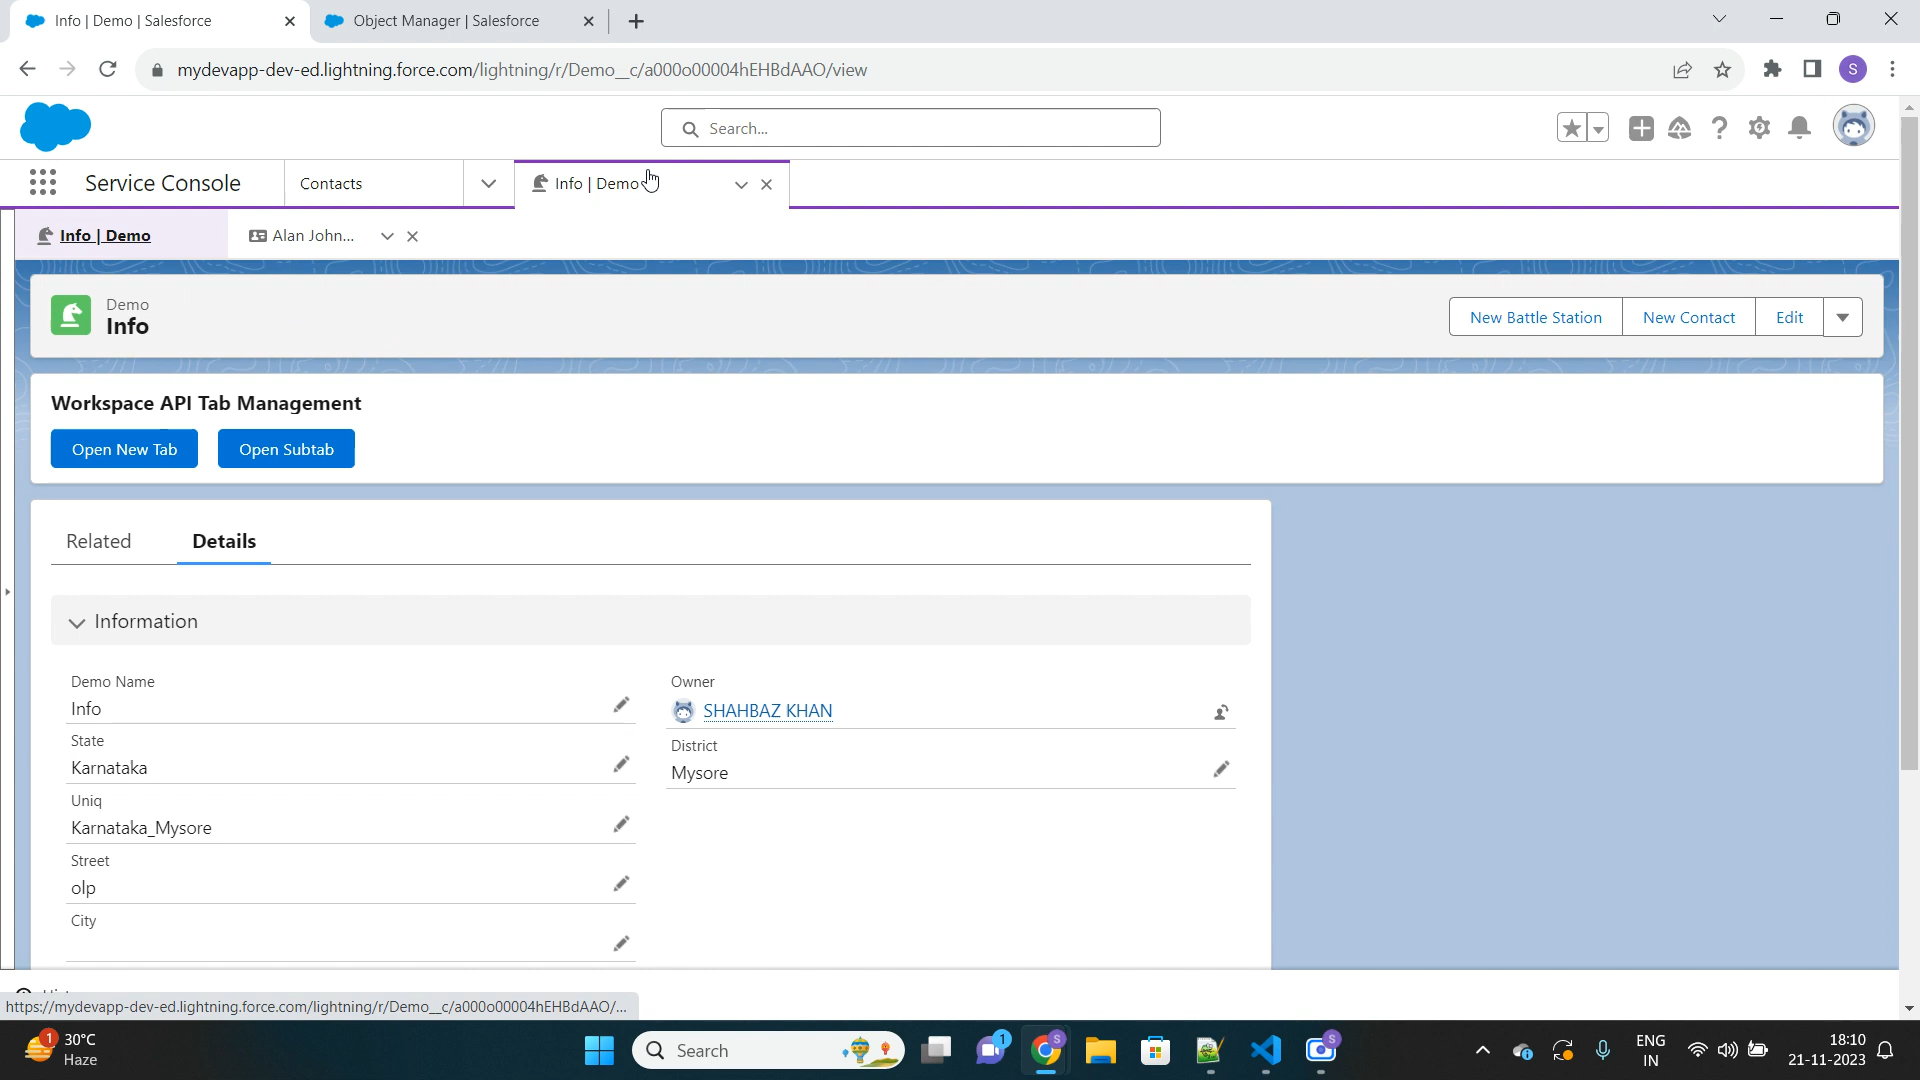 Info | Demo | Salesforce
Object Manager | Salesforce
mydevapp-dev-ed.lightning.force.com/lightning/r/Demo__c/a000o00004hEHBdAAO/view
S
Search...
Service Console
Contacts
Info | Demo
Info | Demo
Alan John...
Demo
Info
New Battle Station
New Contact
Edit
Workspace API Tab Management
Open New Tab
Open Subtab
Related
Details
Information
Demo Name
Info
Owner
SHAHBAZ KHAN
State
Karnataka
District
Mysore
Uniq
Karnataka_Mysore
Street
olp
City
https://mydevapp-dev-ed.lightning.force.com/lightning/r/Demo__c/a000o00004hEHBdAAO/...
1
30°C
Haze
Search
1
S
S
ENG
IN
18:10
21-11-2023